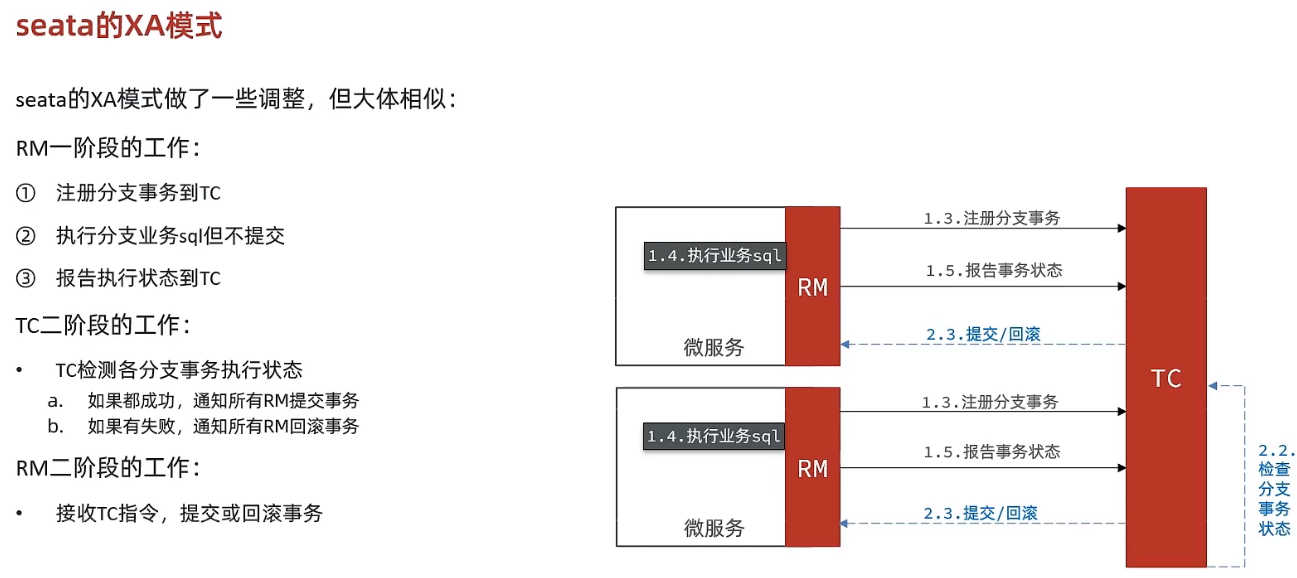 seata的XA模式
seata的XA模式做了一些调整，但大体相似：
RM一阶段的工作：
① 注册分支事务到TC
② 执行分支业务sql但不提交
③ 报告执行状态到TC
TC二阶段的工作：
• TC检测各分支事务执行状态
a. 如果都成功，通知所有RM提交事务
b. 如果有失败，通知所有RM回滚事务
RM二阶段的工作：
• 接收TC指令，提交或回滚事务
1.3.注册分支事务
1.4.执行业务sql
RM
1.5.报告事务状态
2.3.提交/回滚
微服务
1.3.注册分支事务
1.4.执行业务sql
RM
1.5.报告事务状态
2.3.提交/回滚
微服务
TC
2.2.
检查
分支
事务
状态